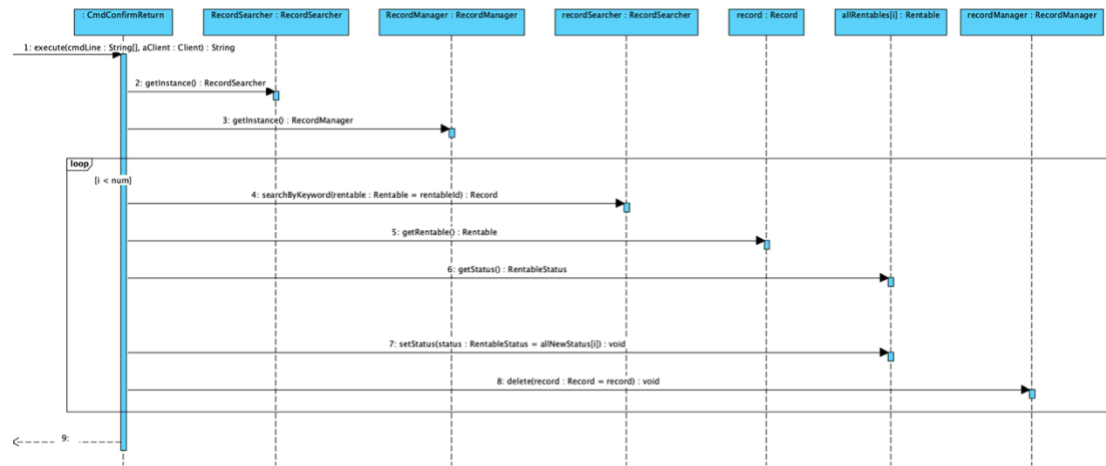 : CmdConfirmReturn
RecordSearcher : RecordSearcher
RecordManager : RecordManager
recordSearcher : RecordSearcher
record : Record
allRentables[i] : Rentable
recordManager : RecordManager
1: execute(cmdLine : String[], aClient : Client) : String
2: getInstance() : RecordSearcher
3: getInstance() : RecordManager
loop
[i < num]
4: searchByKeyword(rentable : Rentable = rentableId) : Record
5: getRentable() : Rentable
6: getStatus() : RentableStatus
7: setStatus(status : RentableStatus = allNewStatus[i]) : void
8: delete(record : Record = record) : void
9: